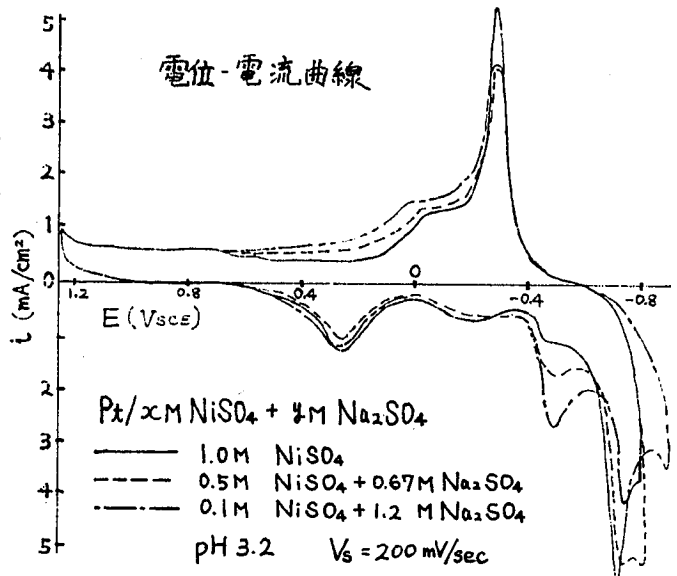 電位-電流曲線
5
4
3
2
1
0
1
2
3
4
5
i (mA/cm²)
1.2
0.8
0.4
0
-0.4
-0.8
E (VSCE)
Pt/xM NiSO₄ + yM Na₂SO₄
1.0M NiSO₄
0.5M NiSO₄ + 0.67M Na₂SO₄
0.1M NiSO₄ + 1.2 M Na₂SO₄
pH 3.2 Vs = 200 mV/sec